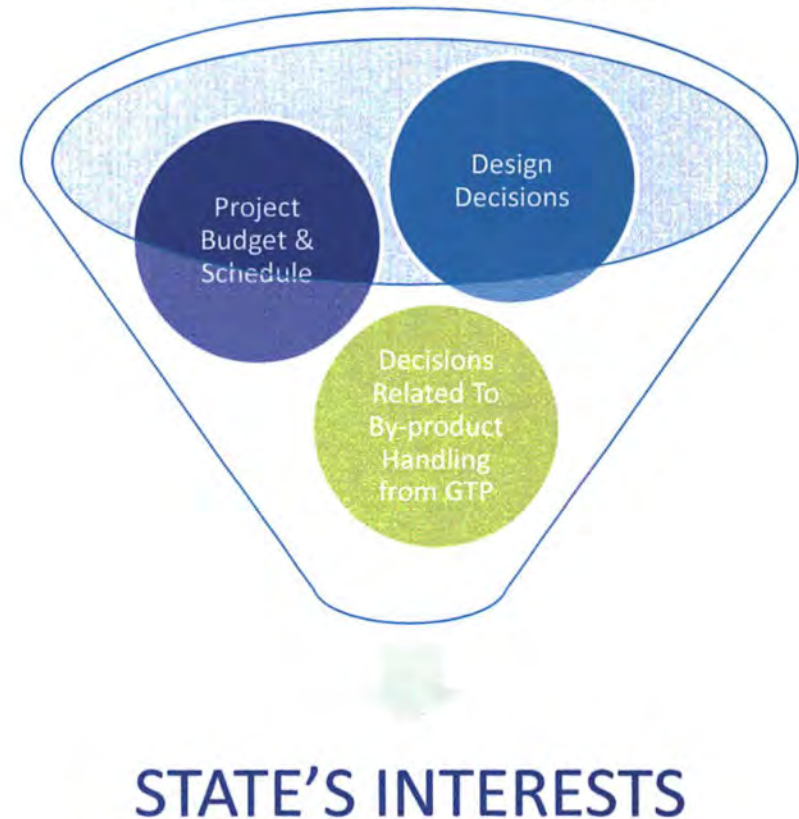 Project
Budget &
Schedule
Design
Decisions
Decisions
Related To
By-product
Handling
from GTP
STATE'S INTERESTS